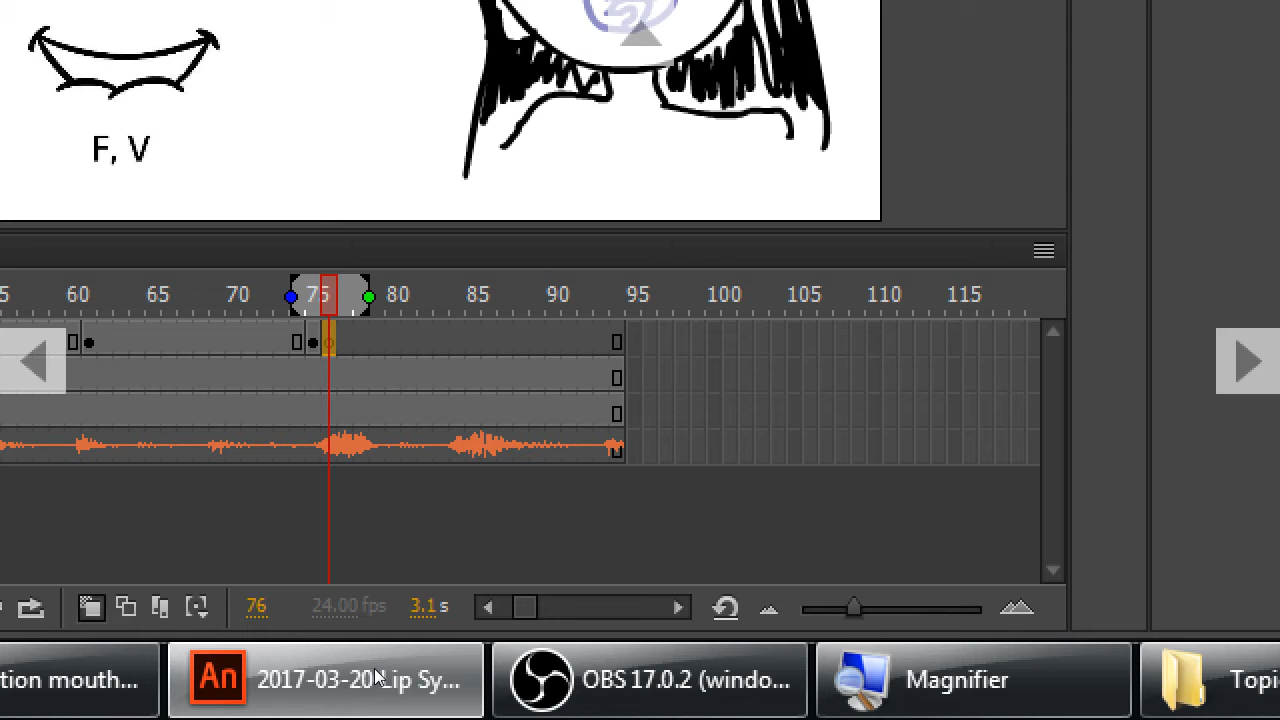 F, V
5 60 65 70 75 80 85 90 95 100 105 110 115
76 24.00 fps 3.1 s
tion mouth... An 2017-03-20 Lip Sy... OBS 17.0.2 (windo... Magnifier Topi